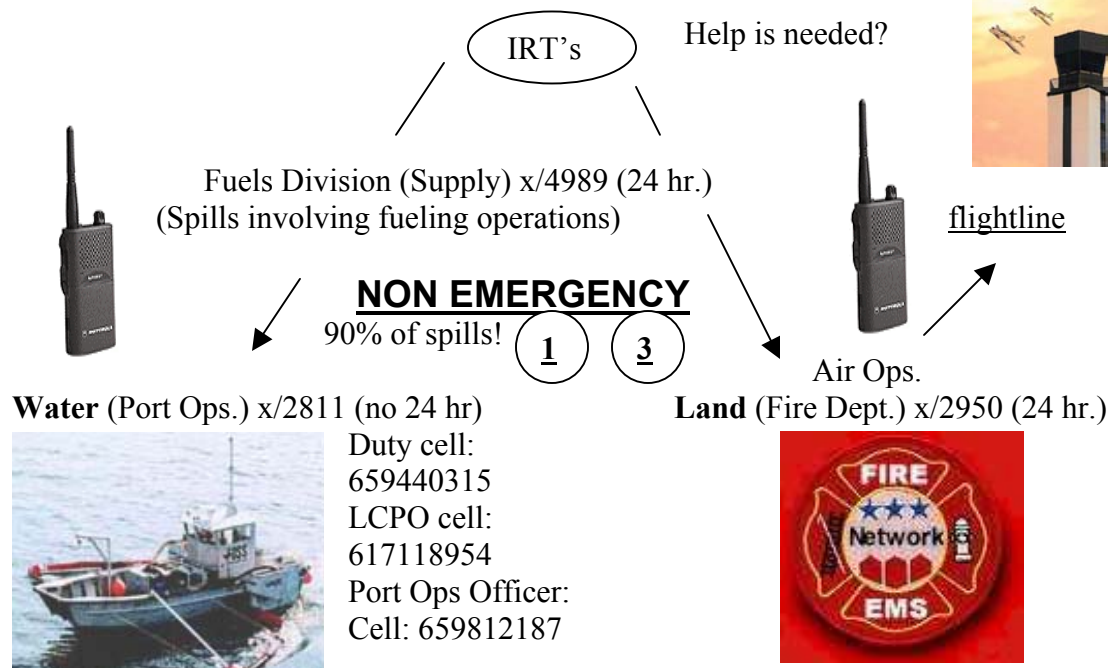 IRT’s
Help is needed?
Fuels Division (Supply) x/4989 (24 hr.)
(Spills involving fueling operations)
flightline
NON EMERGENCY
90% of spills!
1
3
Air Ops.
Water (Port Ops.) x/2811 (no 24 hr)
Land (Fire Dept.) x/2950 (24 hr.)
Duty cell:
659440315
LCPO cell:
617118954
Port Ops Officer:
Cell: 659812187
FIRE
Network
EMS